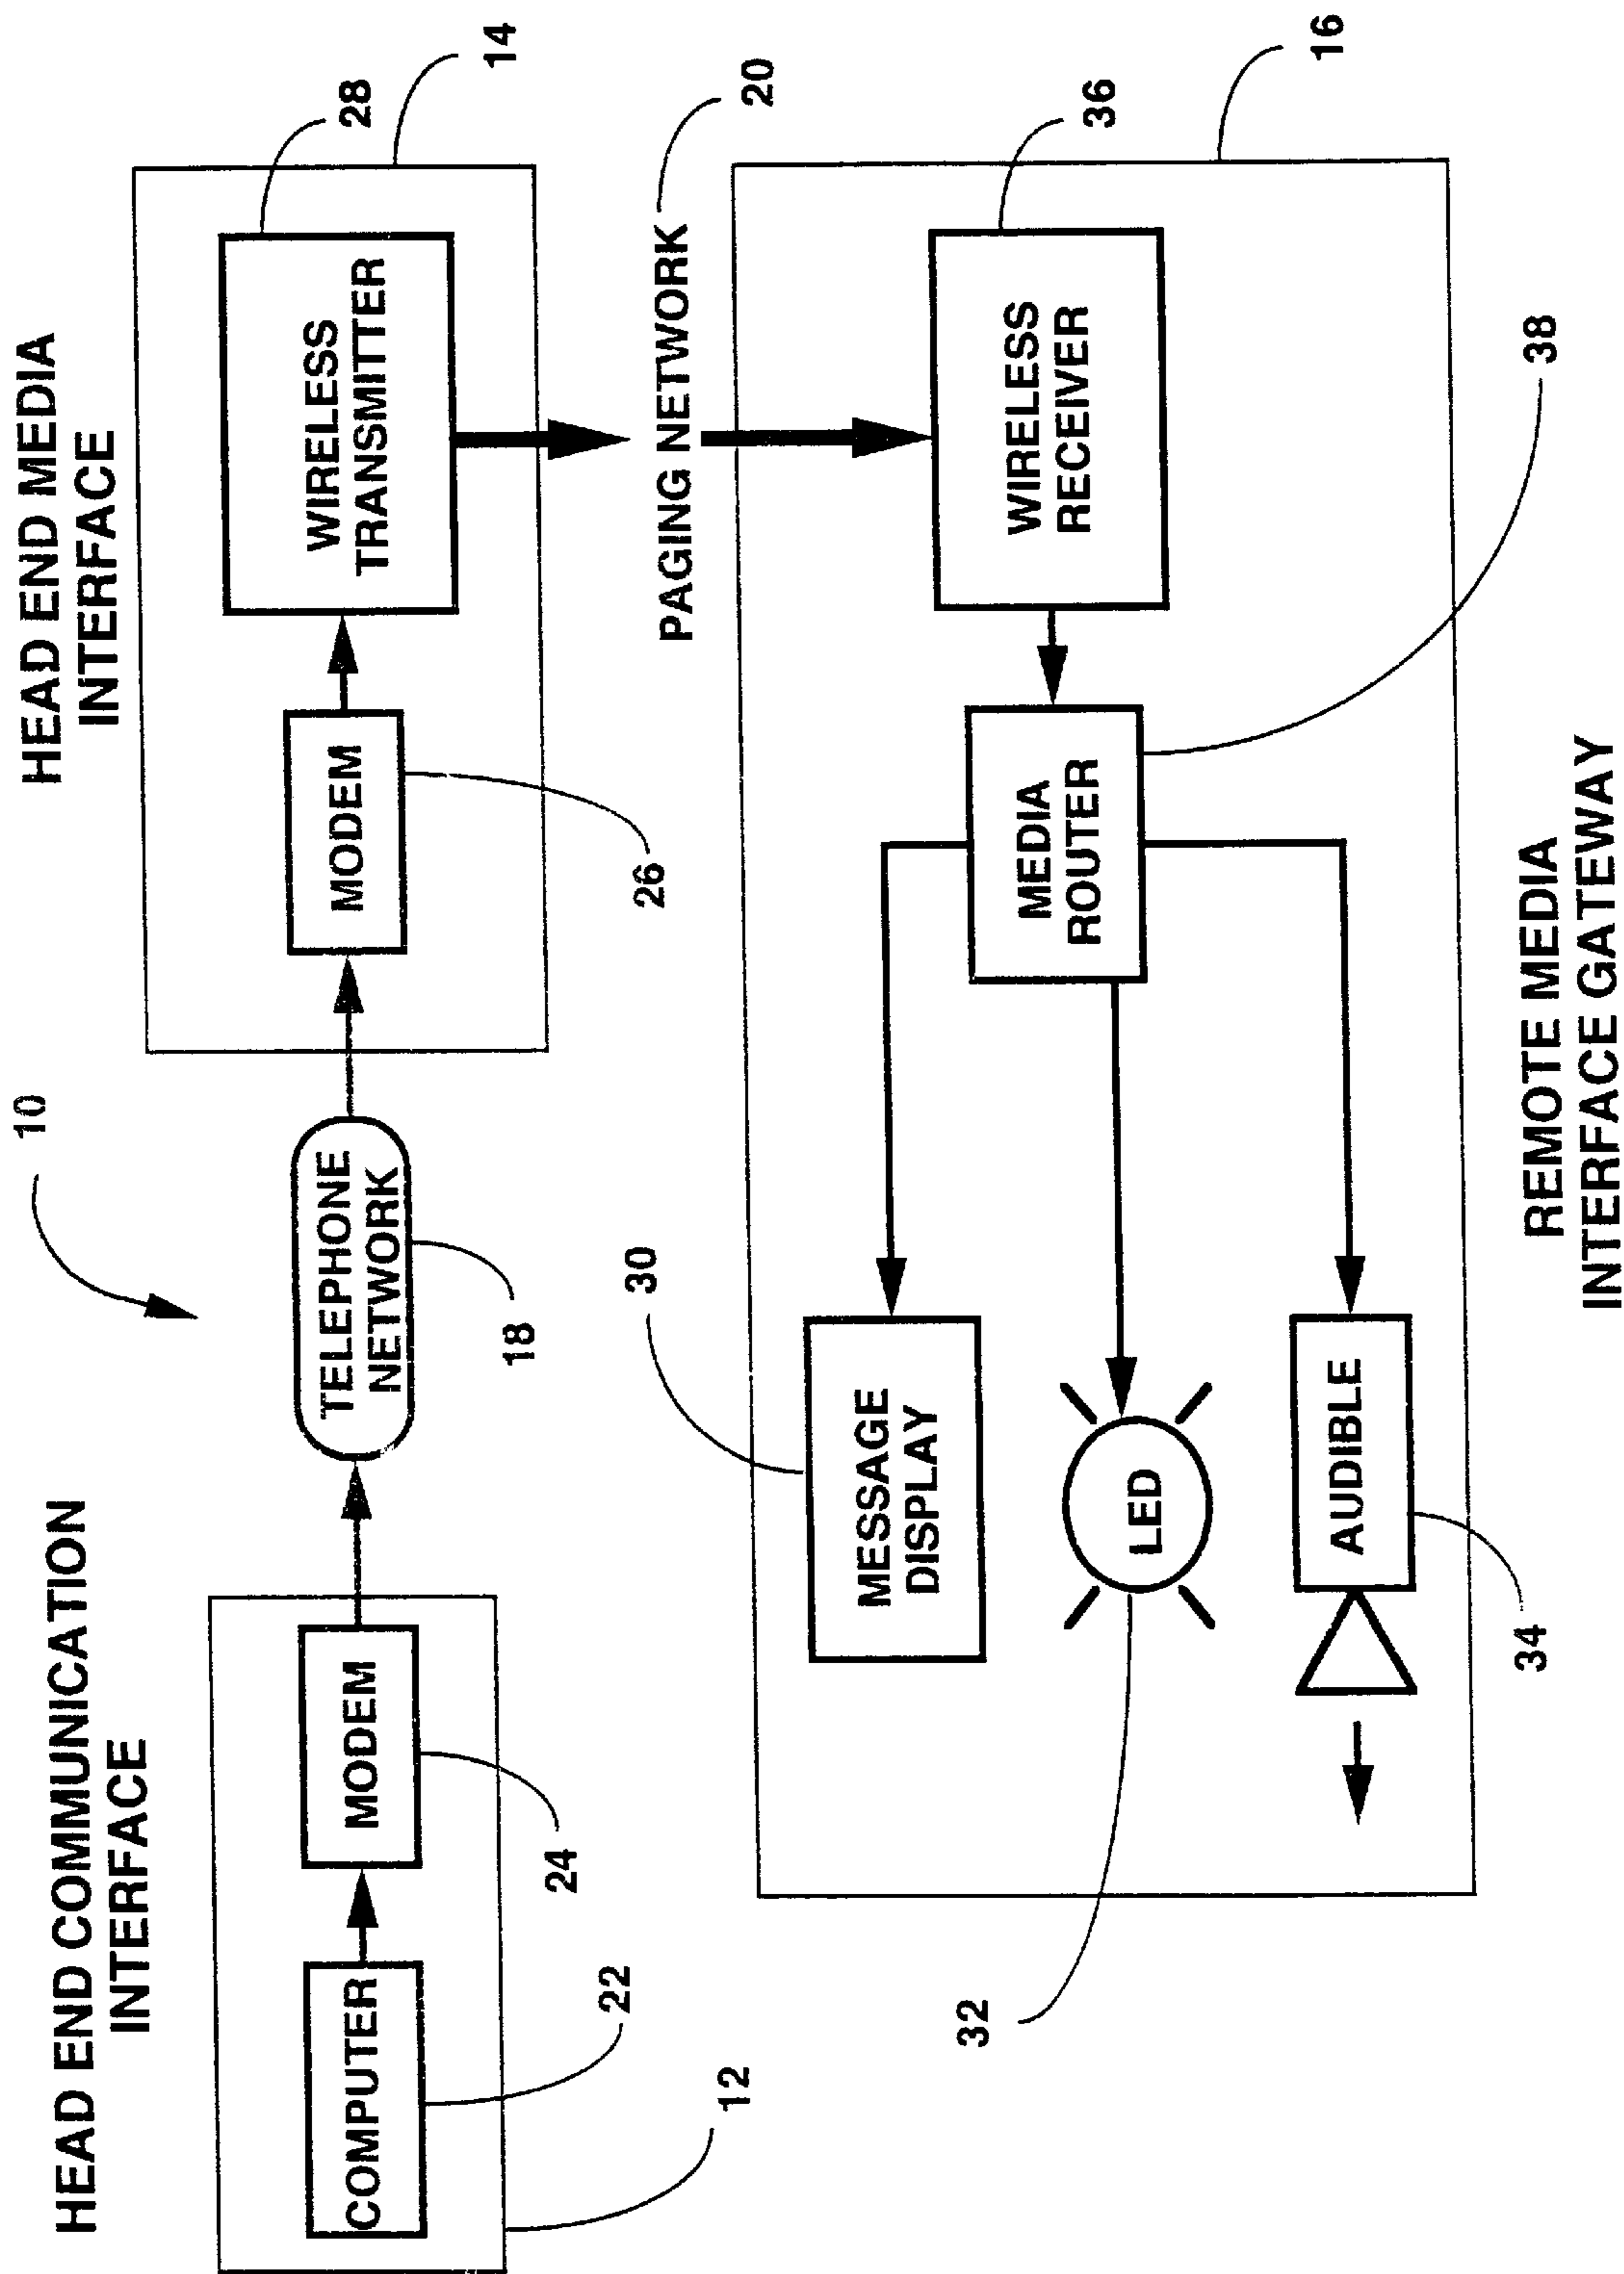 HEAD END COMMUNICATION
INTERFACE
HEAD END MEDIA
INTERFACE
10
COMPUTER
MODEM
TELEPHONE
NETWORK
MODEM
WIRELESS
TRANSMITTER
22
24
18
26
28
12
14
PAGING NETWORK
20
30
MESSAGE
DISPLAY
32
LED
34
AUDIBLE
MEDIA
ROUTER
WIRELESS
RECEIVER
36
38
16
REMOTE MEDIA
INTERFACE GATEWAY